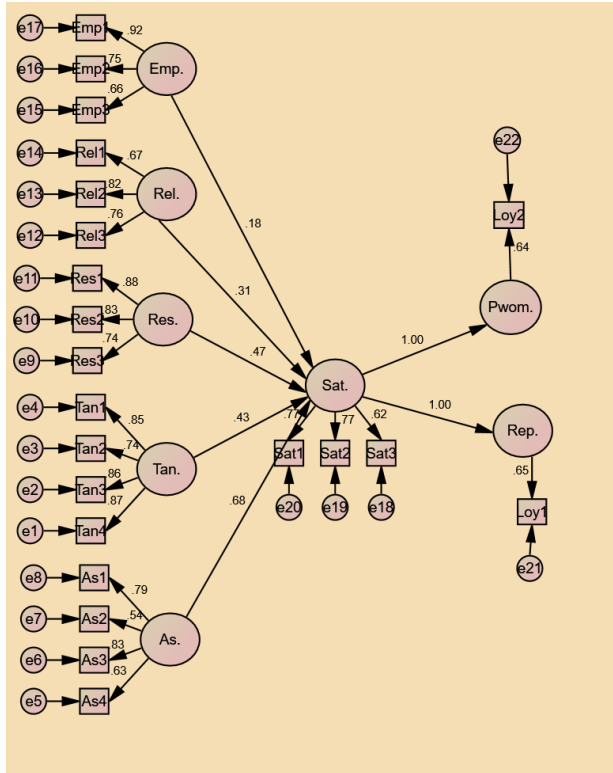 e17 Emp1 .92
e16 Emp2 .75 Emp.
e15 Emp3 .66
e14 Rel1 .67
e13 Rel2 .82 Rel.
e12 Rel3 .76
e11 Res1 .88
e10 Res2 .83 Res.
e9 Res3 .74
e4 Tan1 .85
e3 Tan2 .74
e2 Tan3 .86 Tan.
e1 Tan4 .87
e8 As1 .79
e7 As2 .54
e6 As3 .83 As.
e5 As4 .63
.18
.31
.47
.43
.68
Sat.
.77 .77 .62
Sat1 Sat2 Sat3
e20 e19 e18
1.00
1.00
e22
Loy2
.64
Pwom.
Rep.
.65
Loy1
e21